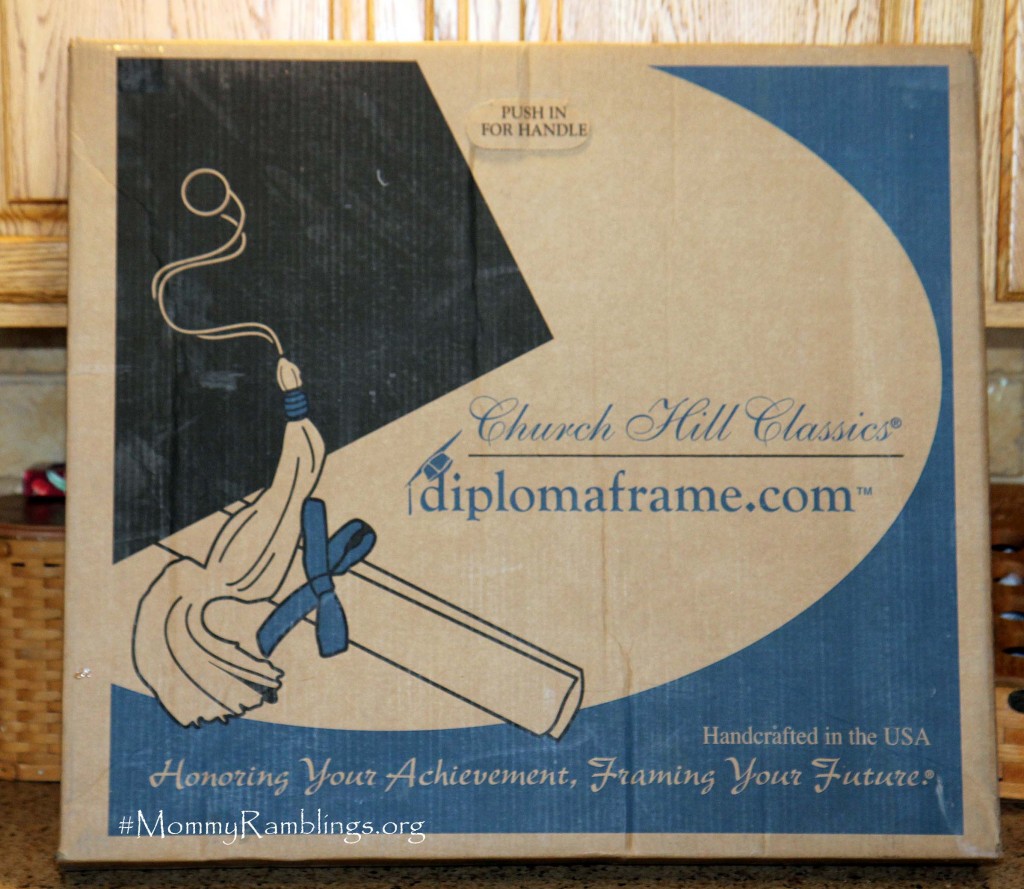 PUSH IN
FOR HANDLE
Church Hill Classics®
diplomaframe.com™
Handcrafted in the USA
Honoring Your Achievement, Framing Your Future.®
#MommyRamblings.org